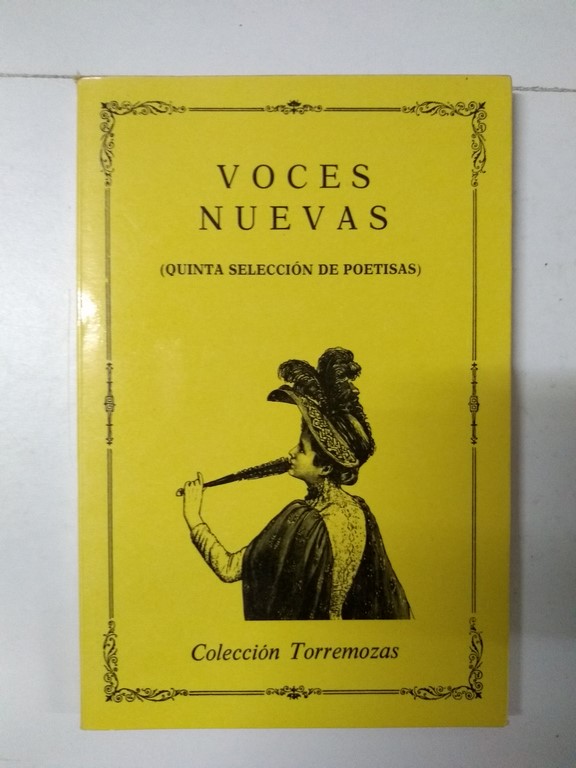 VOCES
NUEVAS
(QUINTA SELECCIÓN DE POETISAS)
Colección Torremozas